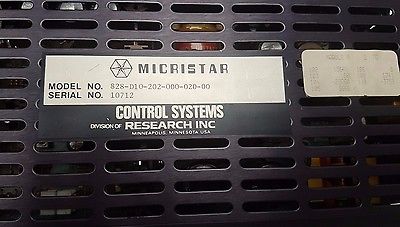 MICRISTAR
MODEL NO. 828-D10-202-000-020-00
SERIAL NO. 10712
CONTROL SYSTEMS
DIVISION OF RESEARCH INC
MINNEAPOLIS, MINNESOTA USA